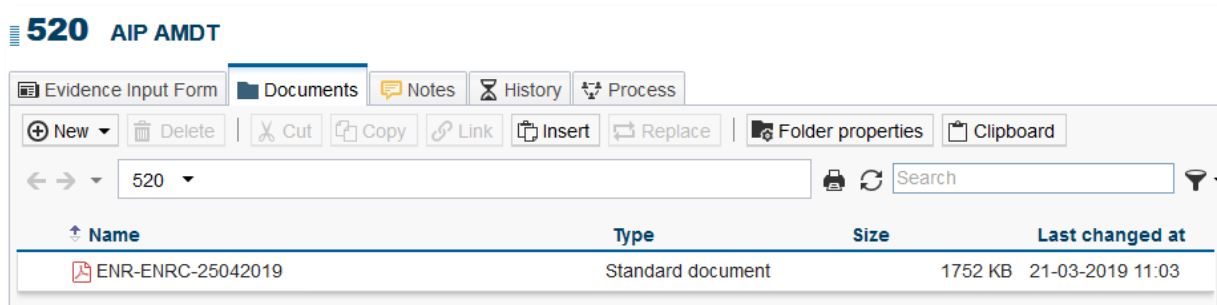 520 AIP AMDT
Evidence Input Form Documents Notes History Process
New Delete Cut Copy Link Insert Replace Folder properties Clipboard
520 Search
Name Type Size Last changed at
ENR-ENRC-25042019 Standard document 1752 KB 21-03-2019 11:03